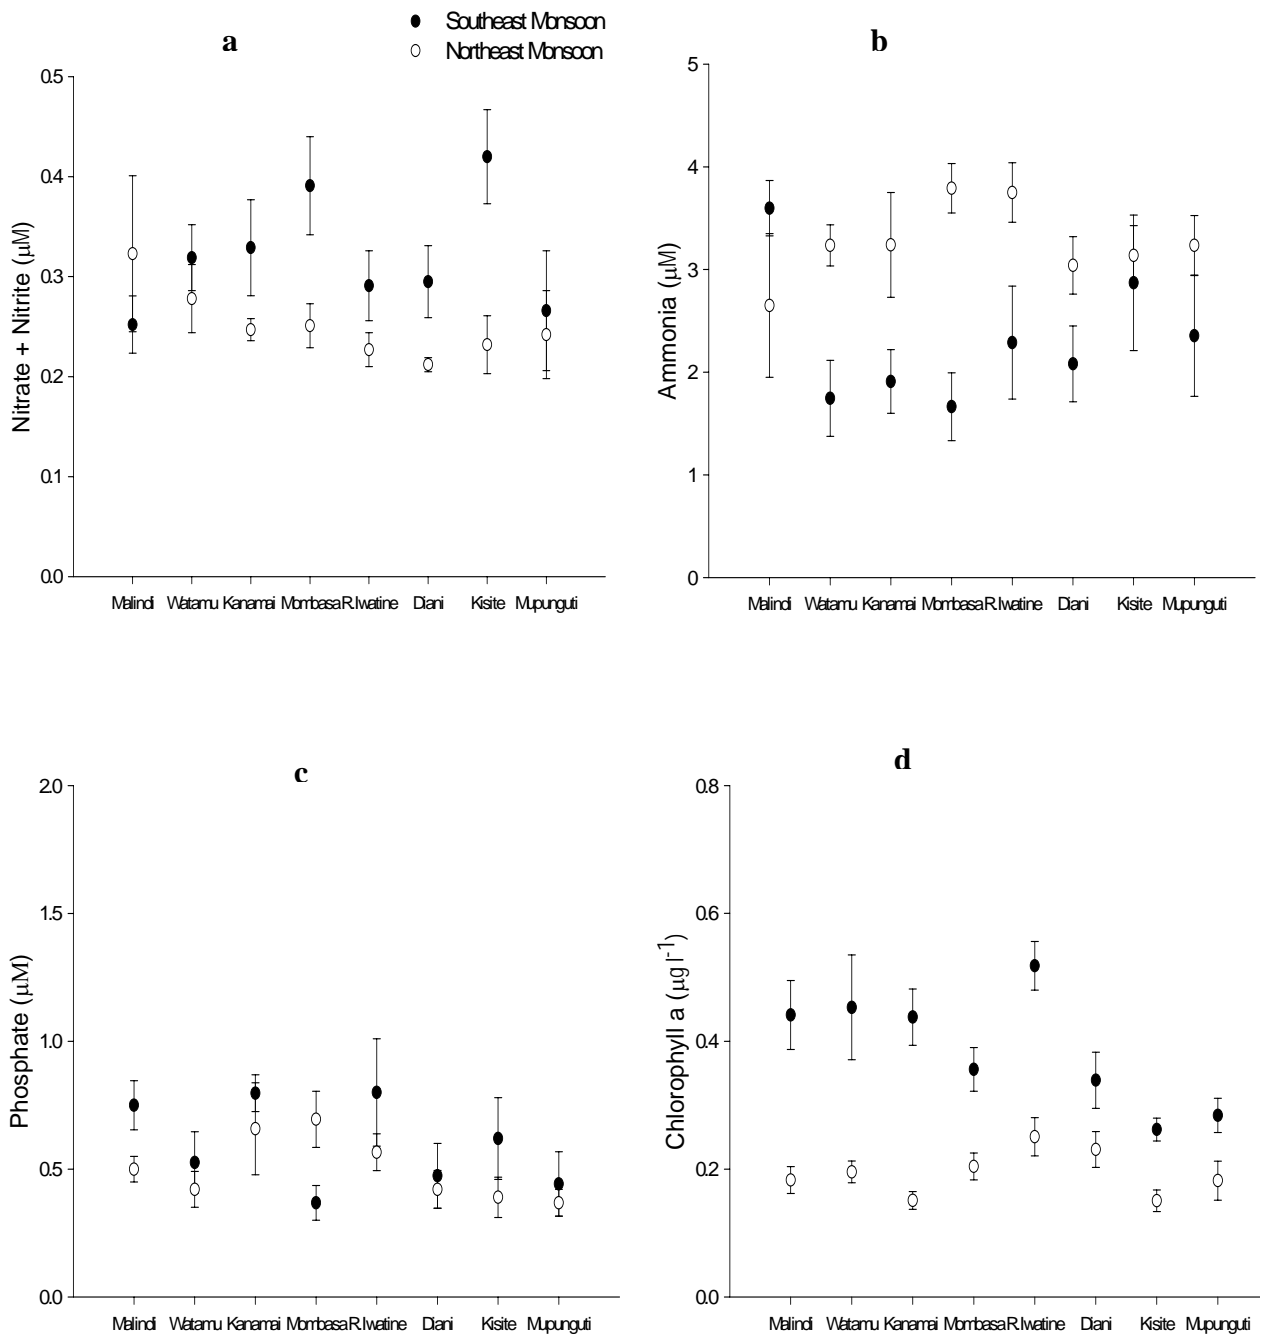 a
Southeast Monsoon
Northeast Monsoon
0.5
0.4
0.3
0.2
0.1
0.0
Nitrate + Nitrite (μM)
Malindi Watamu Kanamai Mombasa R.Iwatine Diani Kisite Mupunguti
b
5
4
3
2
1
0
Ammonia (μM)
Malindi Watamu Kanamai Mombasa R.Iwatine Diani Kisite Mupunguti
c
2.0
1.5
1.0
0.5
0.0
Phosphate (μM)
Malindi Watamu Kanamai Mombasa R.Iwatine Diani Kisite Mupunguti
d
0.8
0.6
0.4
0.2
0.0
Chlorophyll a (μg l⁻¹)
Malindi Watamu Kanamai Mombasa R.Iwatine Diani Kisite Mupunguti